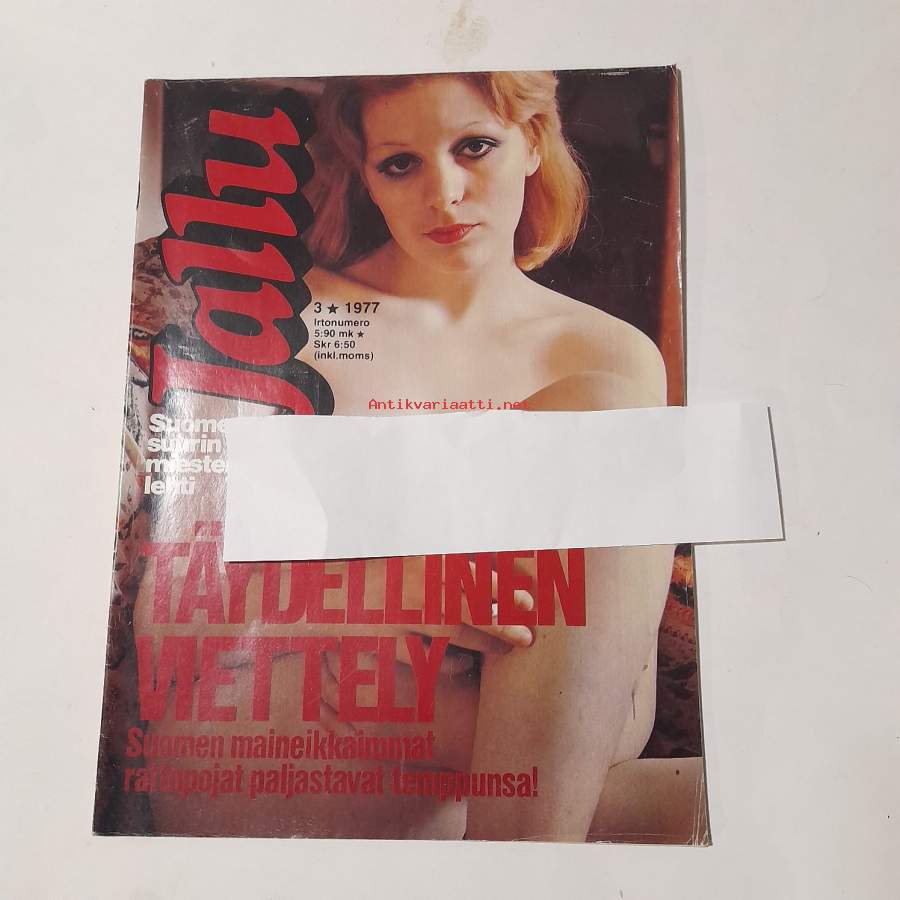 Jallu
3 ★ 1977
Irtonumero
5:90 mk ★
Skr 6:50
(inkl.moms)
Antikvariaatti.net
suurin
lehti
TÄYDELLINEN
VIETTELY
Suomen maineikkaimmat
paljastavat temppunsa!